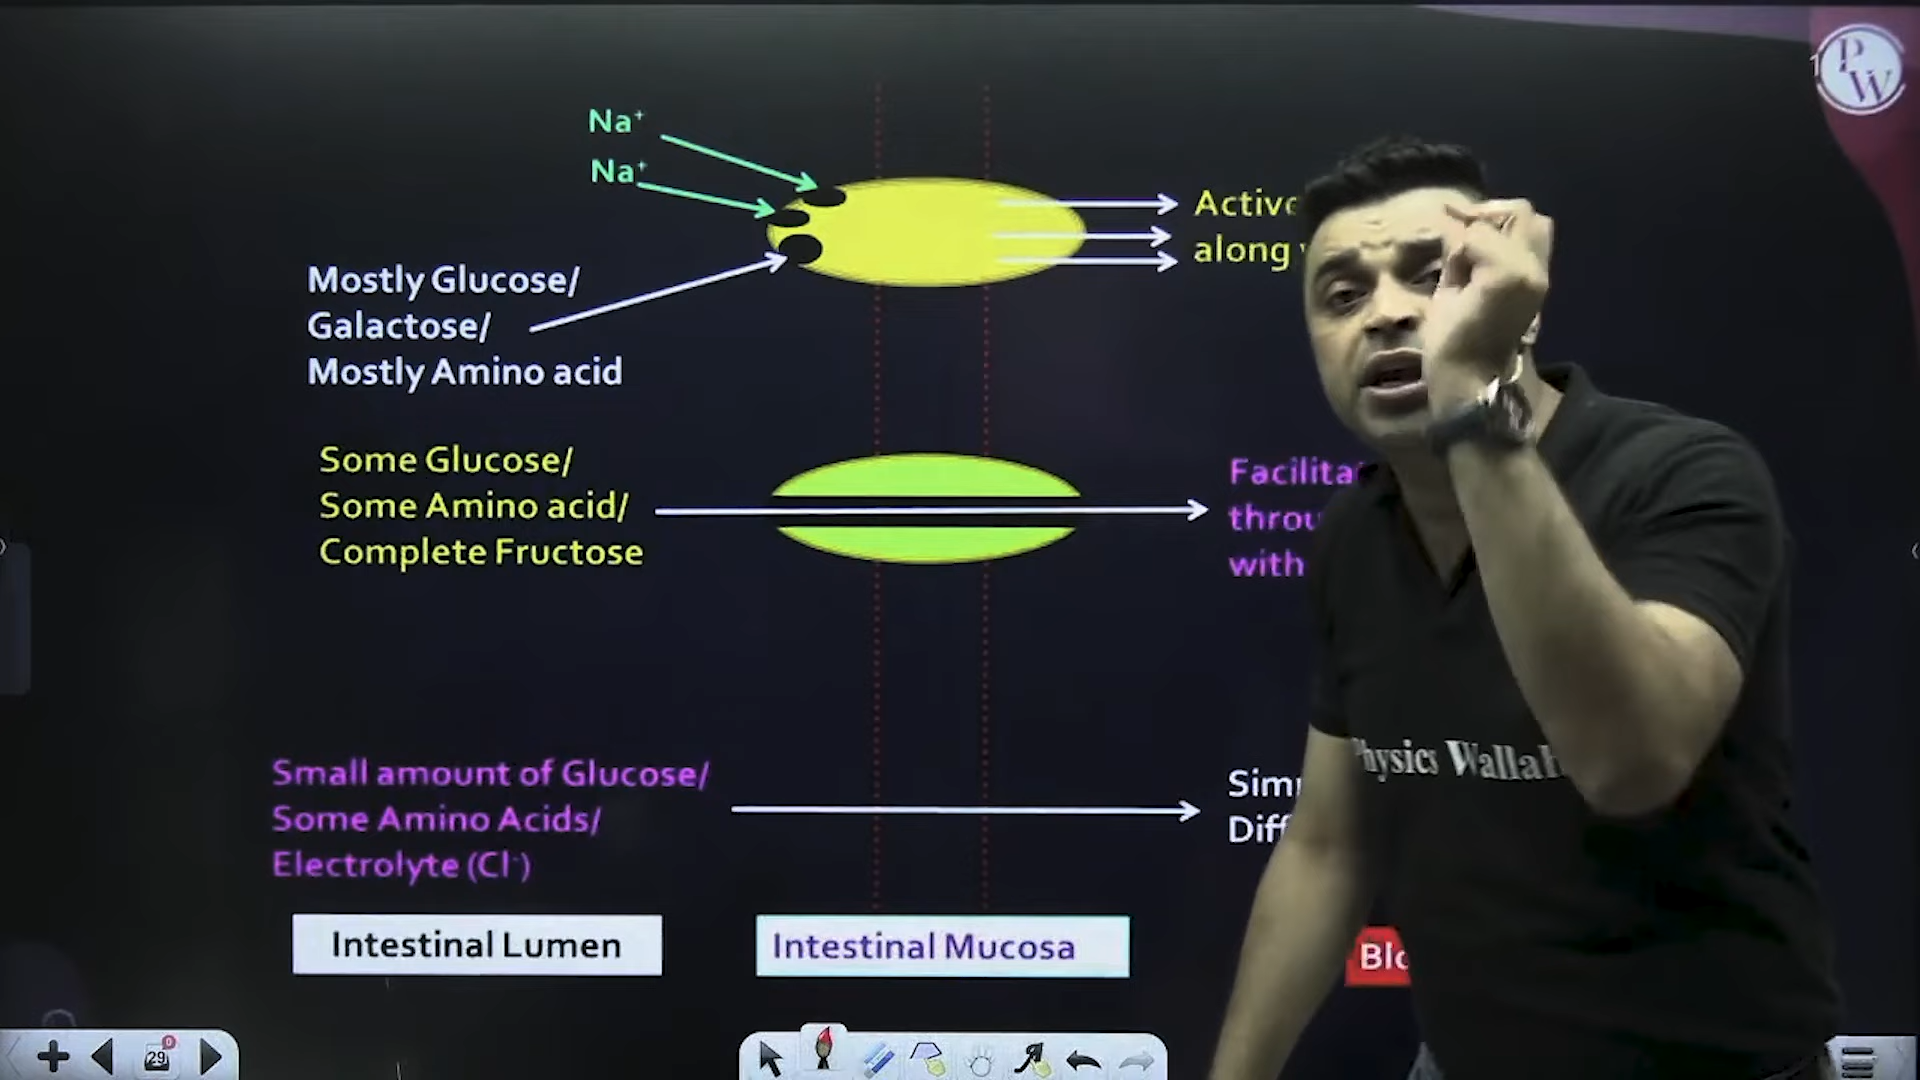 PW
Na⁺
Na⁺
Active
along
Mostly Glucose/
Galactose/
Mostly Amino acid
Some Glucose/
Some Amino acid/
Complete Fructose
Facilita
throu
with
Small amount of Glucose/
Some Amino Acids/
Electrolyte (Cl⁻)
Sim
Diff
Physics Wallah
Intestinal Lumen
Intestinal Mucosa
Blo
29
0